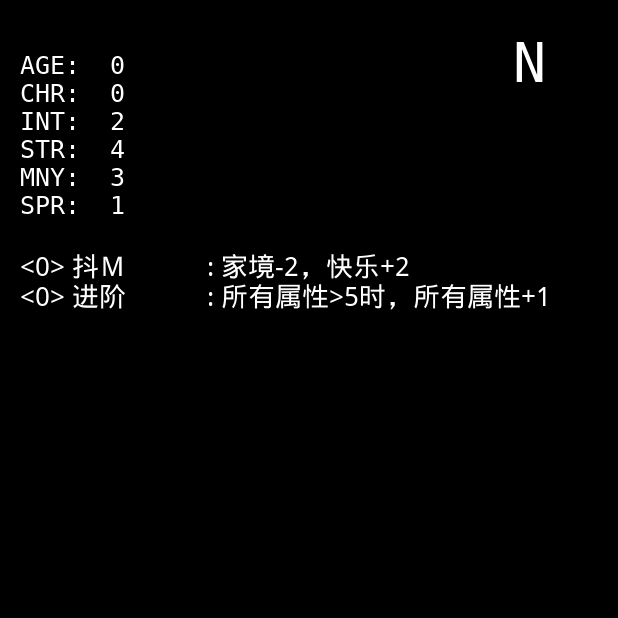 N
AGE: 0
CHR: 0
INT: 2
STR: 4
MNY: 3
SPR: 1
<0> 抖M : 家境-2，快乐+2
<0> 进阶 : 所有属性>5时，所有属性+1